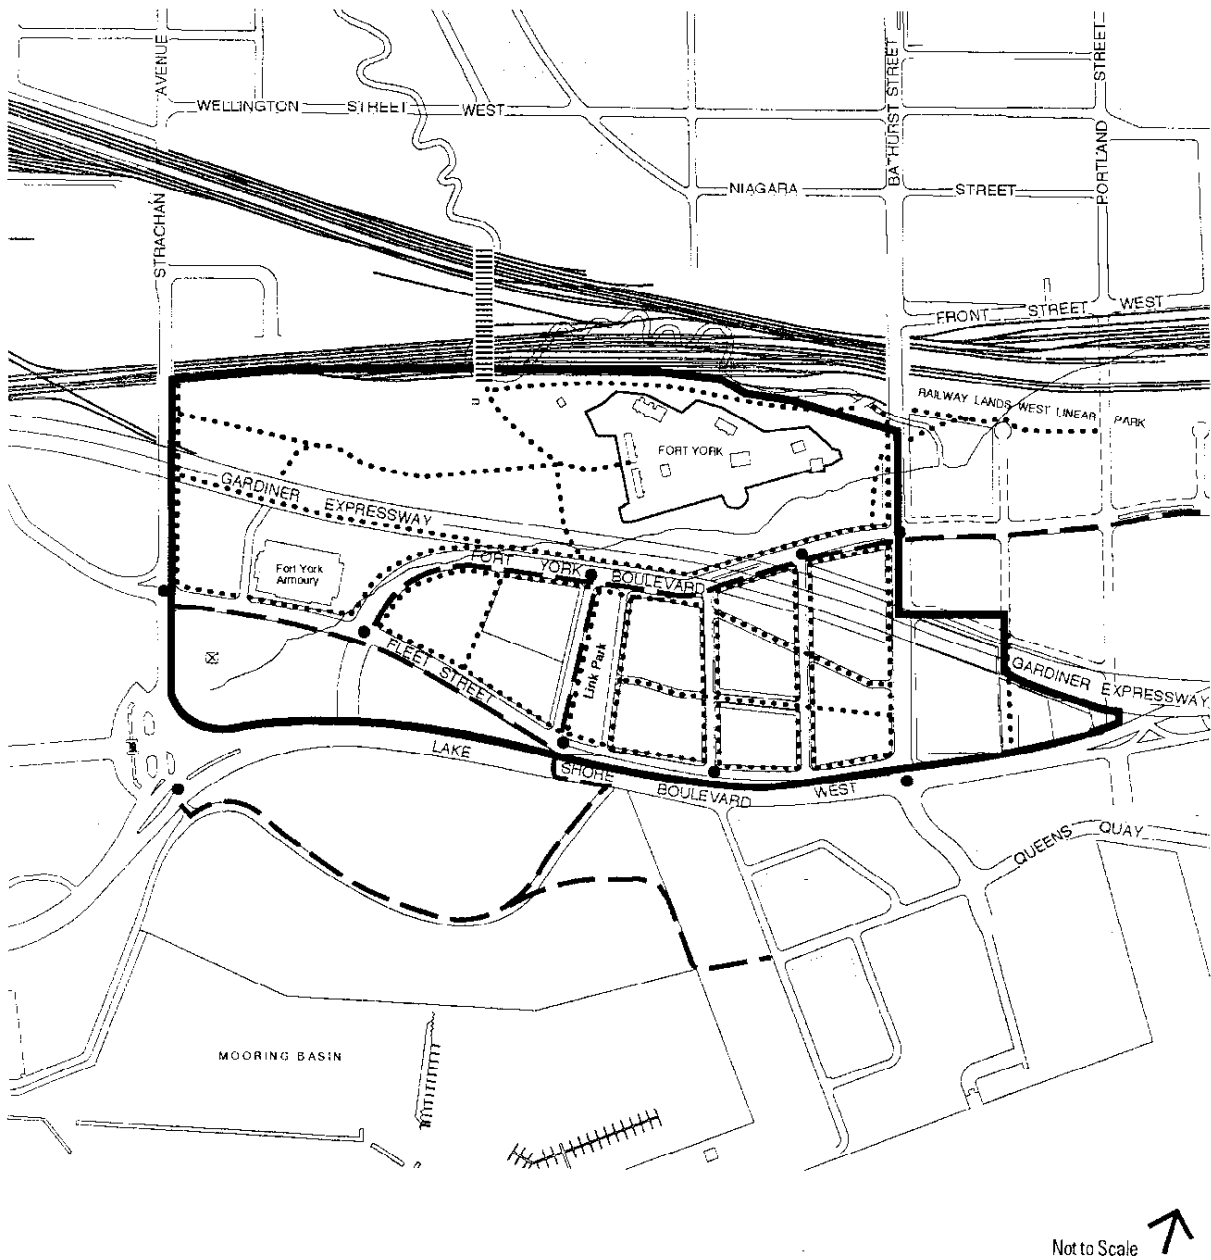 STRACHAN AVENUE
WELLINGTON STREET WEST
BATHURST STREET
PORTLAND STREET
NIAGARA STREET
FRONT STREET WEST
RAILWAY LANDS WEST LINEAR PARK
FORT YORK
GARDINER EXPRESSWAY
Fort York
Armoury
FORT YORK BOULEVARD
FLEET STREET
Link Park
GARDINER EXPRESSWAY
LAKE SHORE BOULEVARD WEST
QUEENS QUAY
MOORING BASIN
Not to Scale